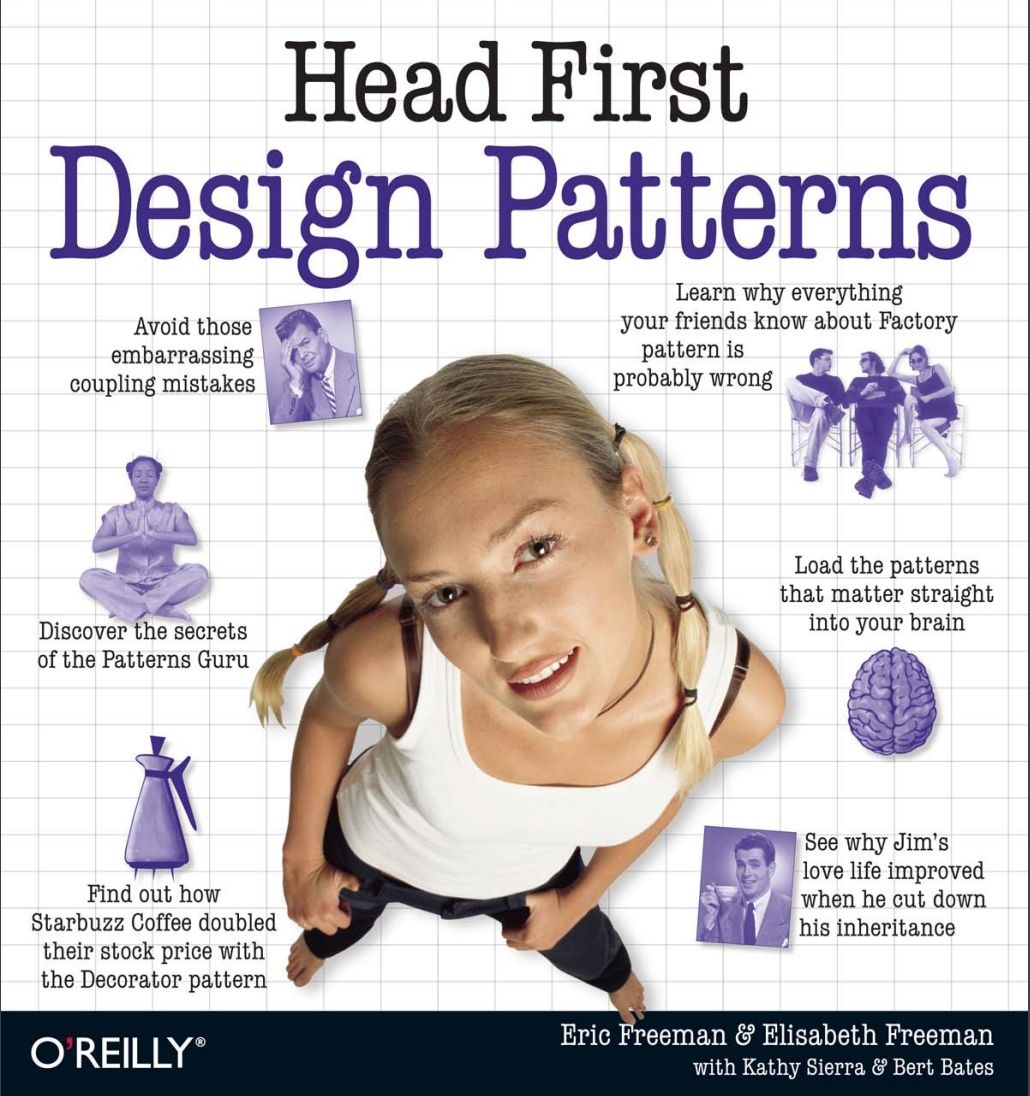 Head First
Design Patterns
Avoid those
embarrassing
coupling mistakes
Learn why everything
your friends know about Factory
pattern is
probably wrong
Discover the secrets
of the Patterns Guru
Load the patterns
that matter straight
into your brain
Find out how
Starbuzz Coffee doubled
their stock price with
the Decorator pattern
See why Jim's
love life improved
when he cut down
his inheritance
O'REILLY®
Eric Freeman & Elisabeth Freeman
with Kathy Sierra & Bert Bates